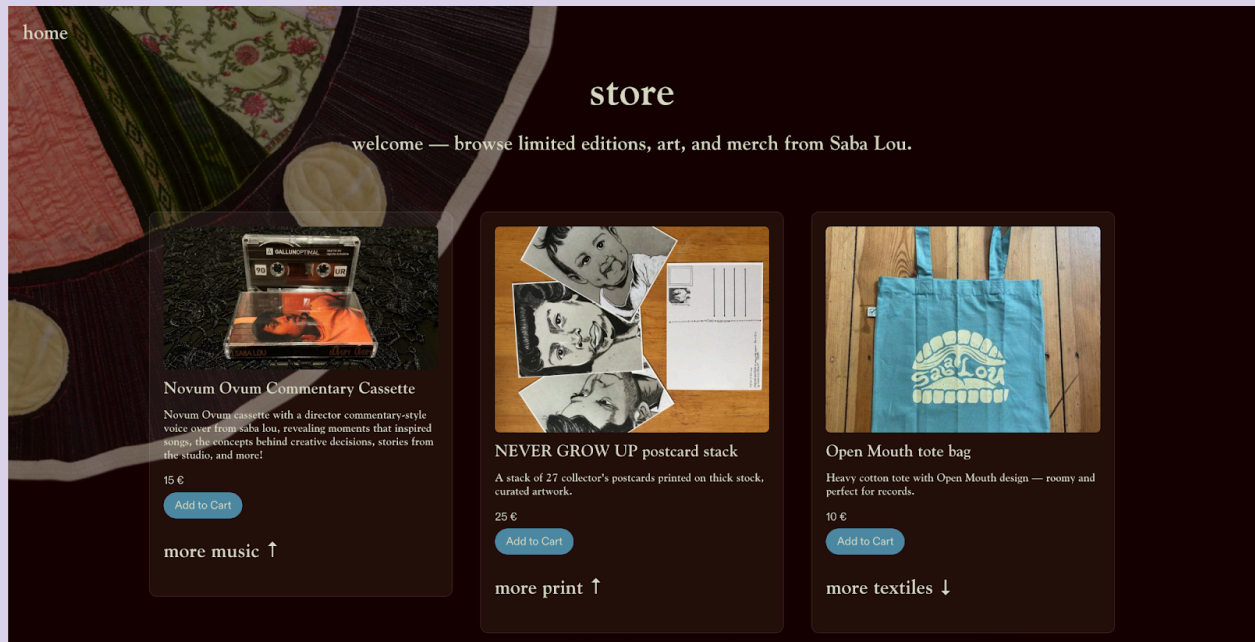 home
store
welcome — browse limited editions, art, and merch from Saba Lou.
A GALLUNOPTIMAL
90
UR
SABA LOU
Novum Ovum Commentary Cassette
Novum Ovum cassette with a director commentary-style
voice over from saba lou, revealing moments that inspired
songs, the concepts behind creative decisions, stories from
the studio, and more!
15 €
Add to Cart
more music ↑
NEVER GROW UP postcard stack
A stack of 27 collector's postcards printed on thick stock,
curated artwork.
25 €
Add to Cart
more print ↑
Saba Lou
Open Mouth tote bag
Heavy cotton tote with Open Mouth design — roomy and
perfect for records.
10 €
Add to Cart
more textiles ↓